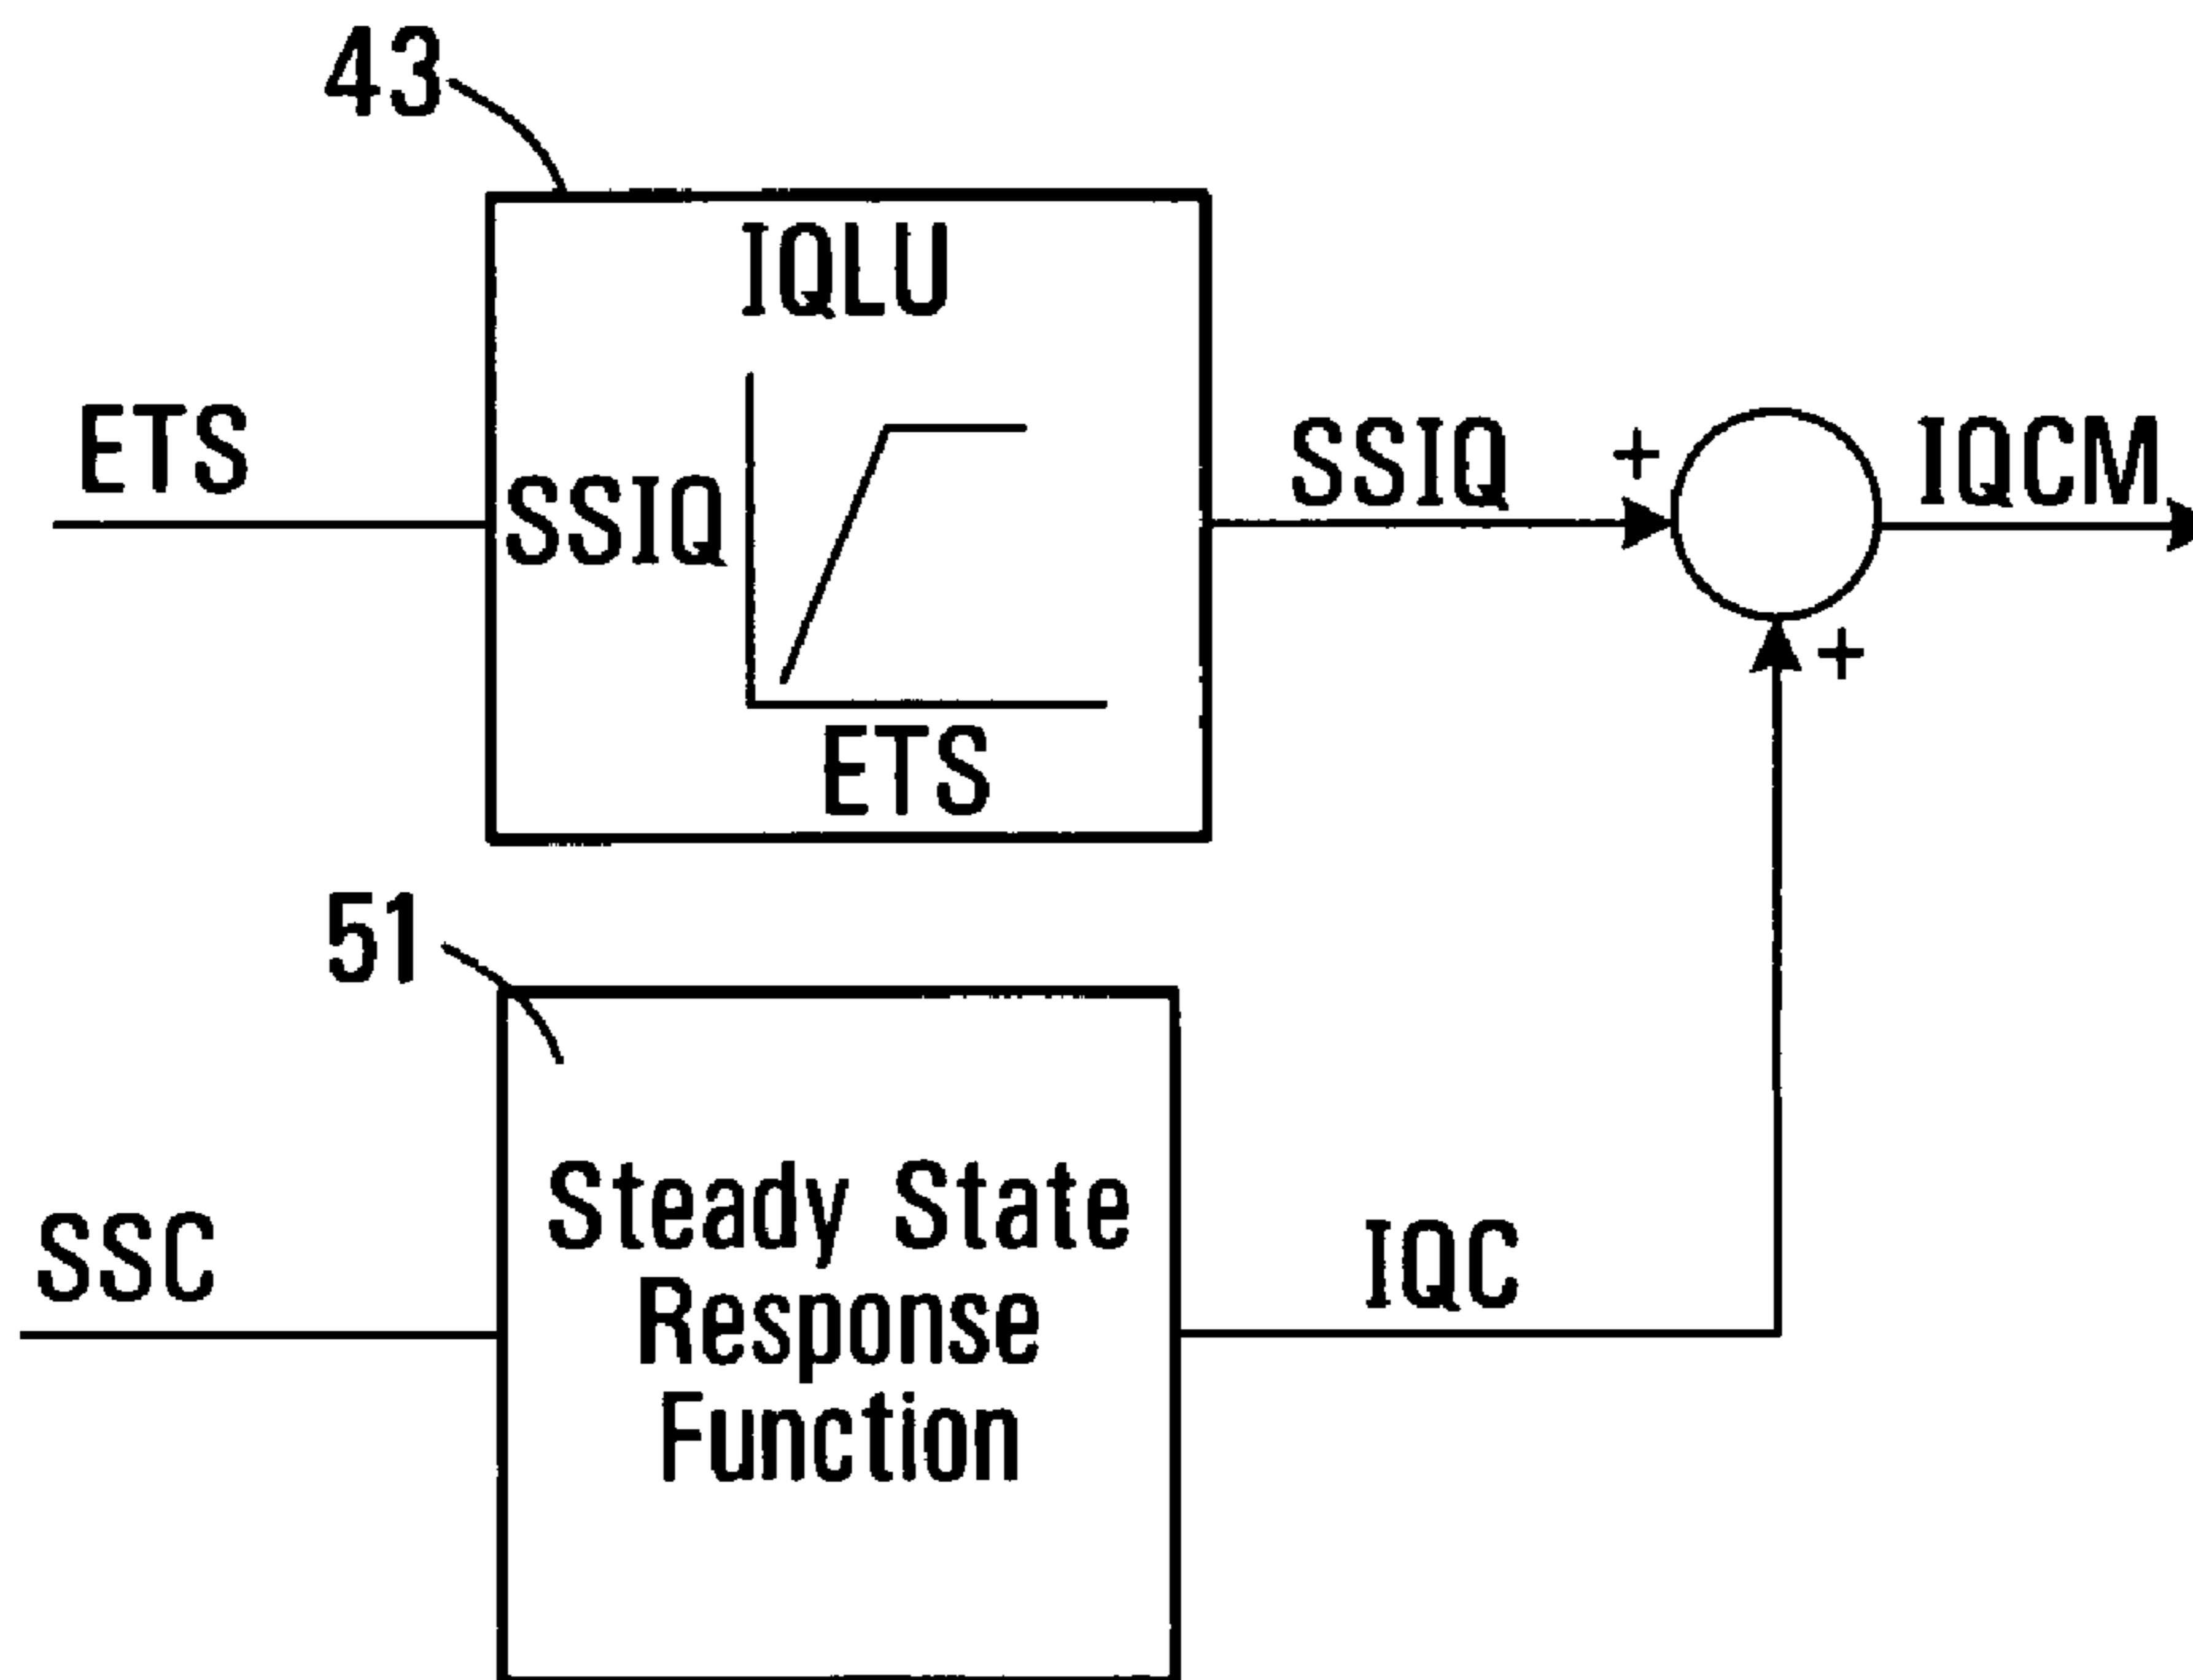 43
IQLU
ETS
SSIQ
ETS
SSIQ
+
IQCM
+
51
SSC
Steady State
Response
Function
IQC